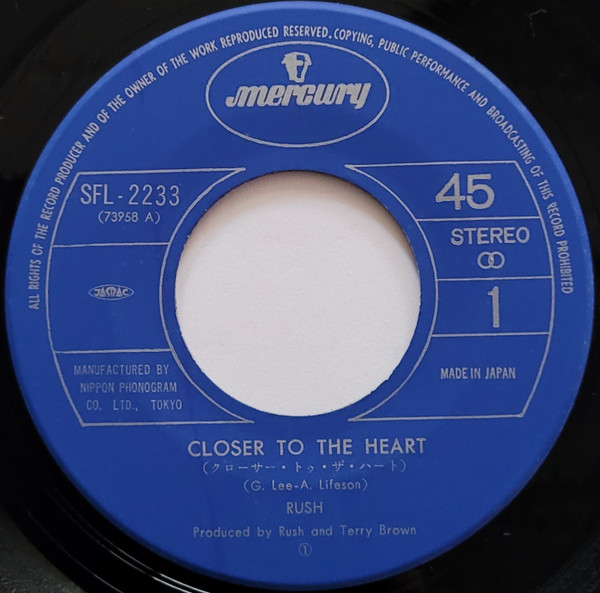 ALL RIGHTS OF THE RECORD PRODUCER AND OF THE OWNER OF THE WORK REPRODUCED RESERVED. COPYING, PUBLIC PERFORMANCE AND BROADCASTING OF THIS RECORD PROHIBITED
mercury
SFL-2233
(73958 A)
JASRAC
MANUFACTURED BY
NIPPON PHONOGRAM
CO. LTD., TOKYO
45
STEREO
1
MADE IN JAPAN
CLOSER TO THE HEART
(クローサー・トゥ・ザ・ハート)
(G. Lee-A. Lifeson)
RUSH
Produced by Rush and Terry Brown
①